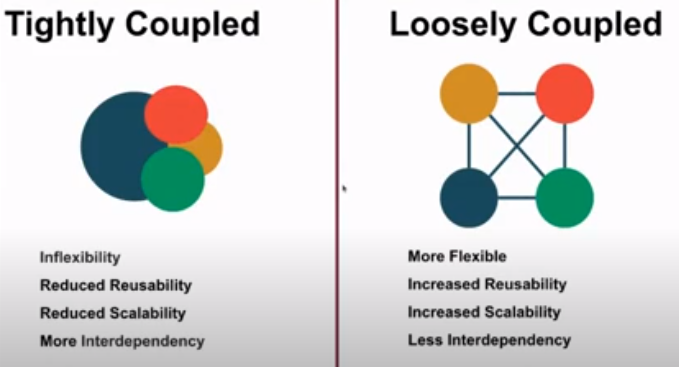 Tightly Coupled
Inflexibility
Reduced Reusability
Reduced Scalability
More Interdependency
Loosely Coupled
More Flexible
Increased Reusability
Increased Scalability
Less Interdependency